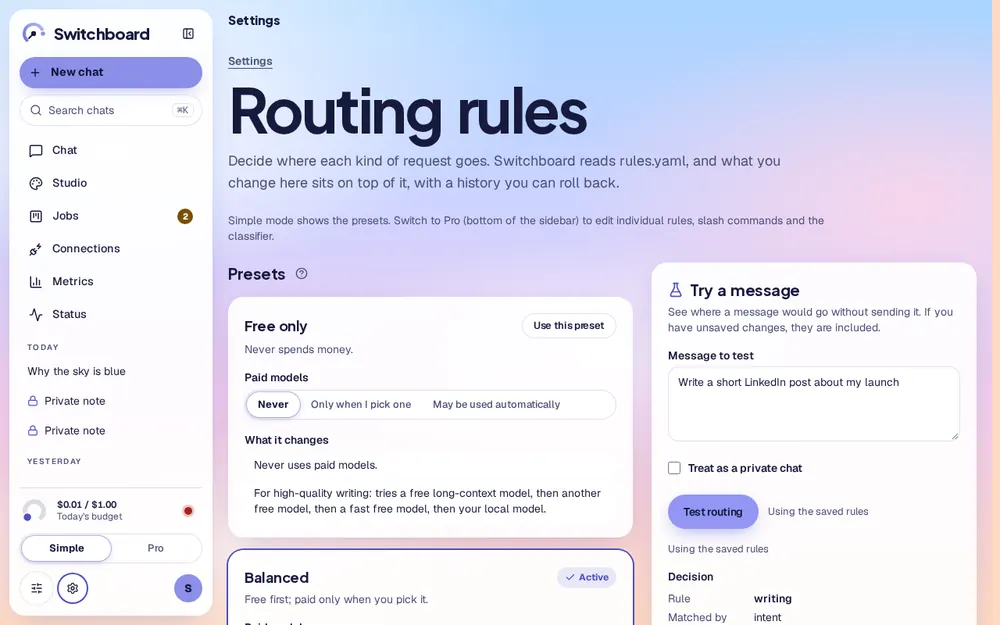 Switchboard
New chat
Search chats ⌘K
Chat
Studio
Jobs 2
Connections
Metrics
Status
TODAY
Why the sky is blue
Private note
Private note
YESTERDAY
$0.01 / $1.00
Today's budget
Simple Pro
S
Settings
Settings
Routing rules
Decide where each kind of request goes. Switchboard reads rules.yaml, and what you
change here sits on top of it, with a history you can roll back.
Simple mode shows the presets. Switch to Pro (bottom of the sidebar) to edit individual rules, slash commands and the
classifier.
Presets
Free only Use this preset
Never spends money.
Paid models
Never Only when I pick one May be used automatically
What it changes
Never uses paid models.
For high-quality writing: tries a free long-context model, then another
free model, then a fast free model, then your local model.
Balanced Active
Free first; paid only when you pick it.
Try a message
See where a message would go without sending it. If you
have unsaved changes, they are included.
Message to test
Write a short LinkedIn post about my launch
Treat as a private chat
Test routing Using the saved rules
Using the saved rules
Decision
Rule writing
Matched by intent